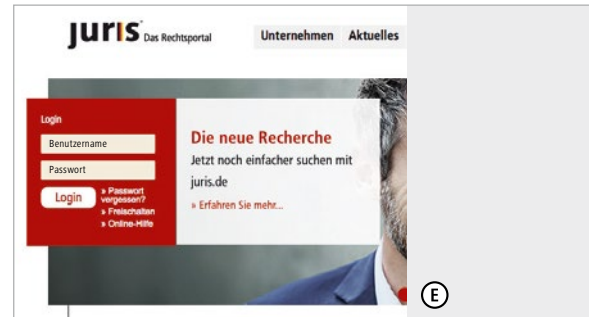 juris Das Rechtsportal
Unternehmen Aktuelles
Login
Benutzername
Passwort
Login
» Passwort vergessen?
» Freischalten
» Online-Hilfe
Die neue Recherche
Jetzt noch einfacher suchen mit
juris.de
» Erfahren Sie mehr...
E